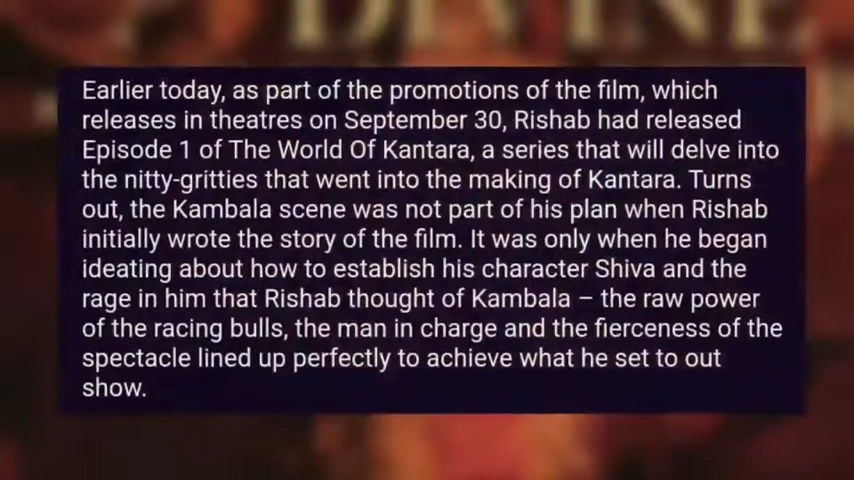 DIVINE
Earlier today, as part of the promotions of the film, which
releases in theatres on September 30, Rishab had released
Episode 1 of The World Of Kantara, a series that will delve into
the nitty-gritties that went into the making of Kantara. Turns
out, the Kambala scene was not part of his plan when Rishab
initially wrote the story of the film. It was only when he began
ideating about how to establish his character Shiva and the
rage in him that Rishab thought of Kambala – the raw power
of the racing bulls, the man in charge and the fierceness of the
spectacle lined up perfectly to achieve what he set to out
show.